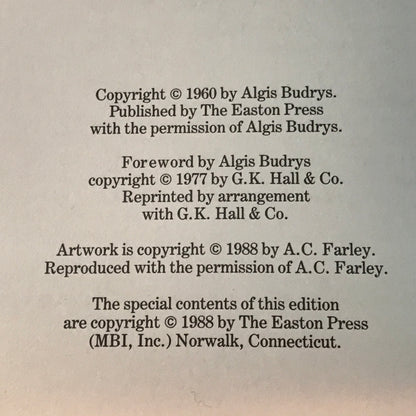 Copyright © 1960 by Algis Budrys.
Published by The Easton Press
with the permission of Algis Budrys.
Foreword by Algis Budrys
copyright © 1977 by G.K. Hall & Co.
Reprinted by arrangement
with G.K. Hall & Co.
Artwork is copyright © 1988 by A.C. Farley.
Reproduced with the permission of A.C. Farley.
The special contents of this edition
are copyright © 1988 by The Easton Press
(MBI, Inc.) Norwalk, Connecticut.